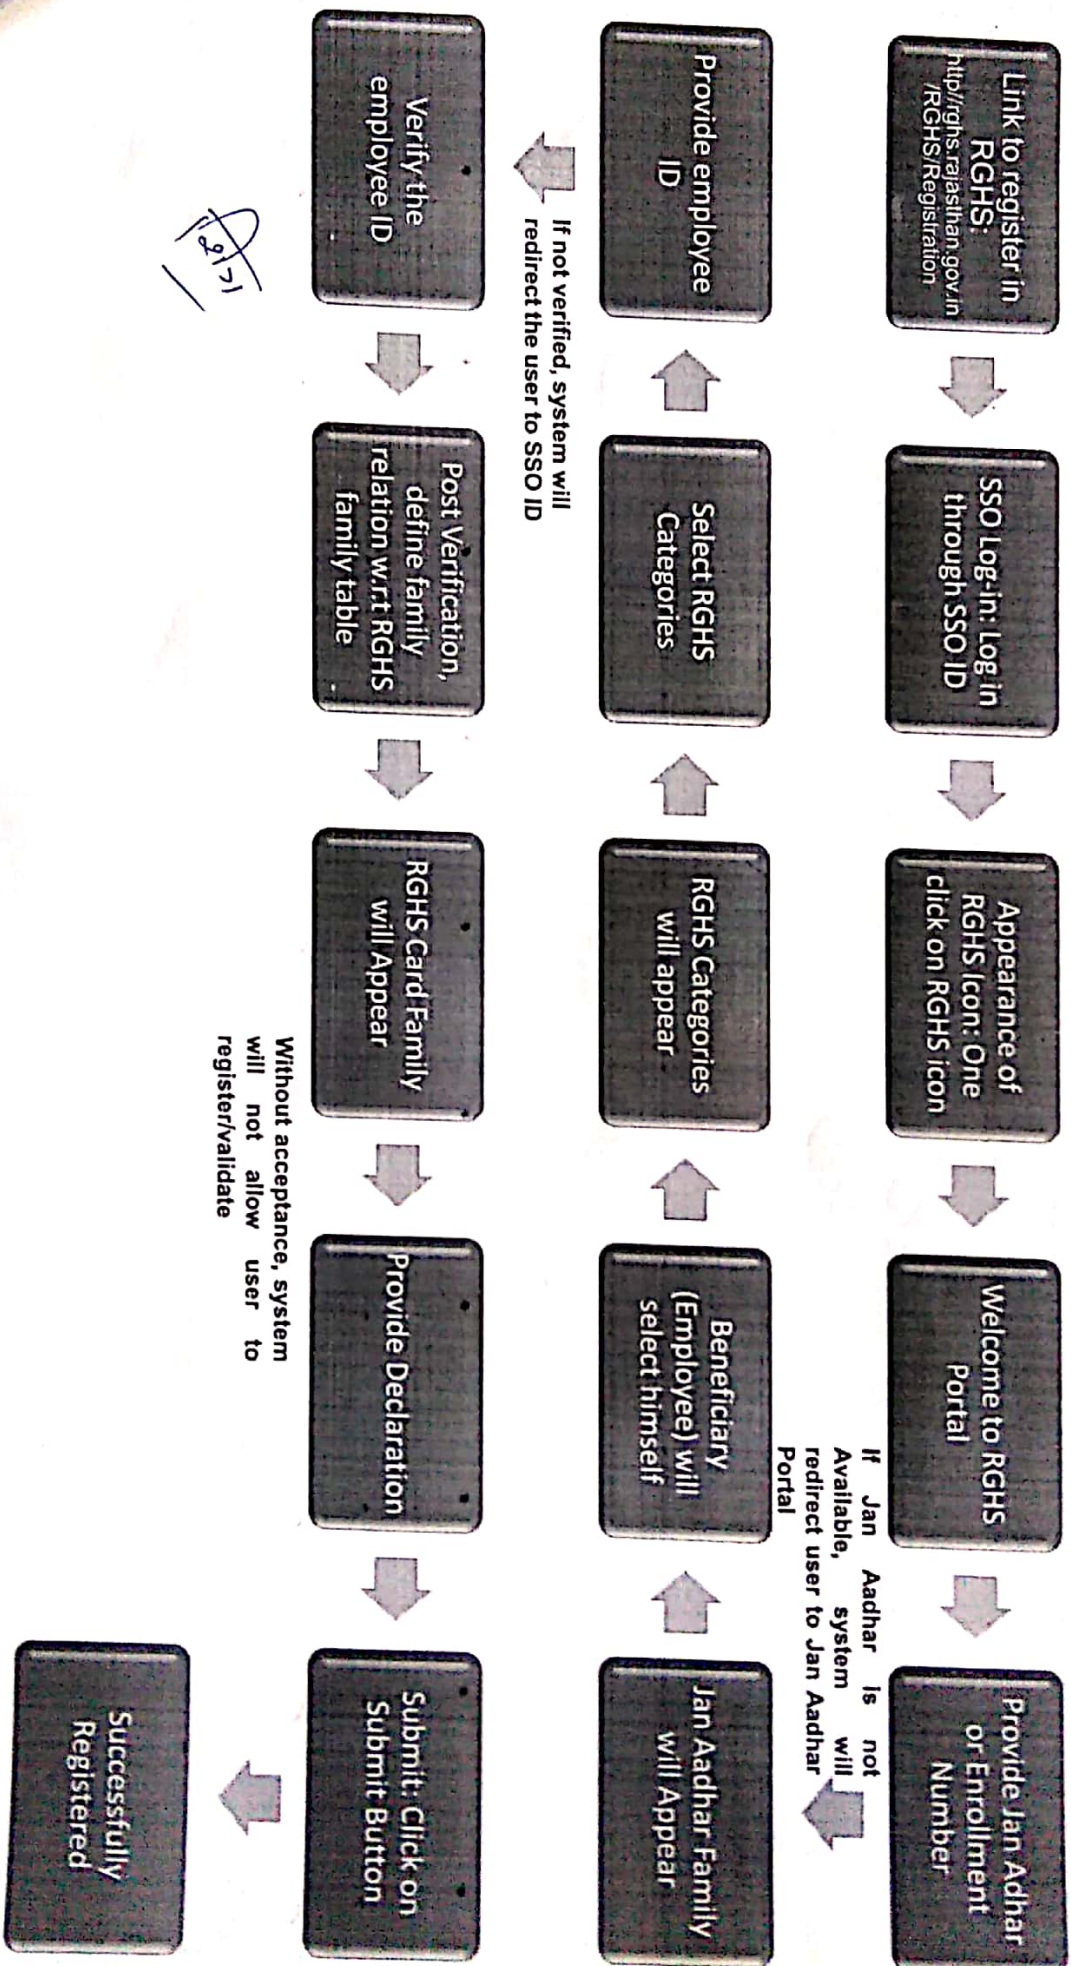 Link to register in
RGHS:
http//rghs.rajasthan.gov.in
/RGHS/Registration
SSO Log-in: Log in
through SSO ID
Appearance of
RGHS Icon: One
click on RGHS icon
Welcome to RGHS
Portal
Provide Jan Adhar
or Enrollment
Number
If Jan Aadhar is not
Available, system will
redirect user to Jan Aadhar
Portal
Jan Aadhar Family
will Appear
Beneficiary
(Employee) will
select himself
RGHS Categories
will appear
Select RGHS
Categories
Provide employee
ID
If not verified, system will
redirect the user to SSO ID
Verify the
employee ID
Post Verification,
define family
relation w.r.t RGHS
family table
RGHS Card Family
will Appear
Provide Declaration
Without acceptance, system
will not allow user to
register/validate
Submit: Click on
Submit Button
Successfully
Registered